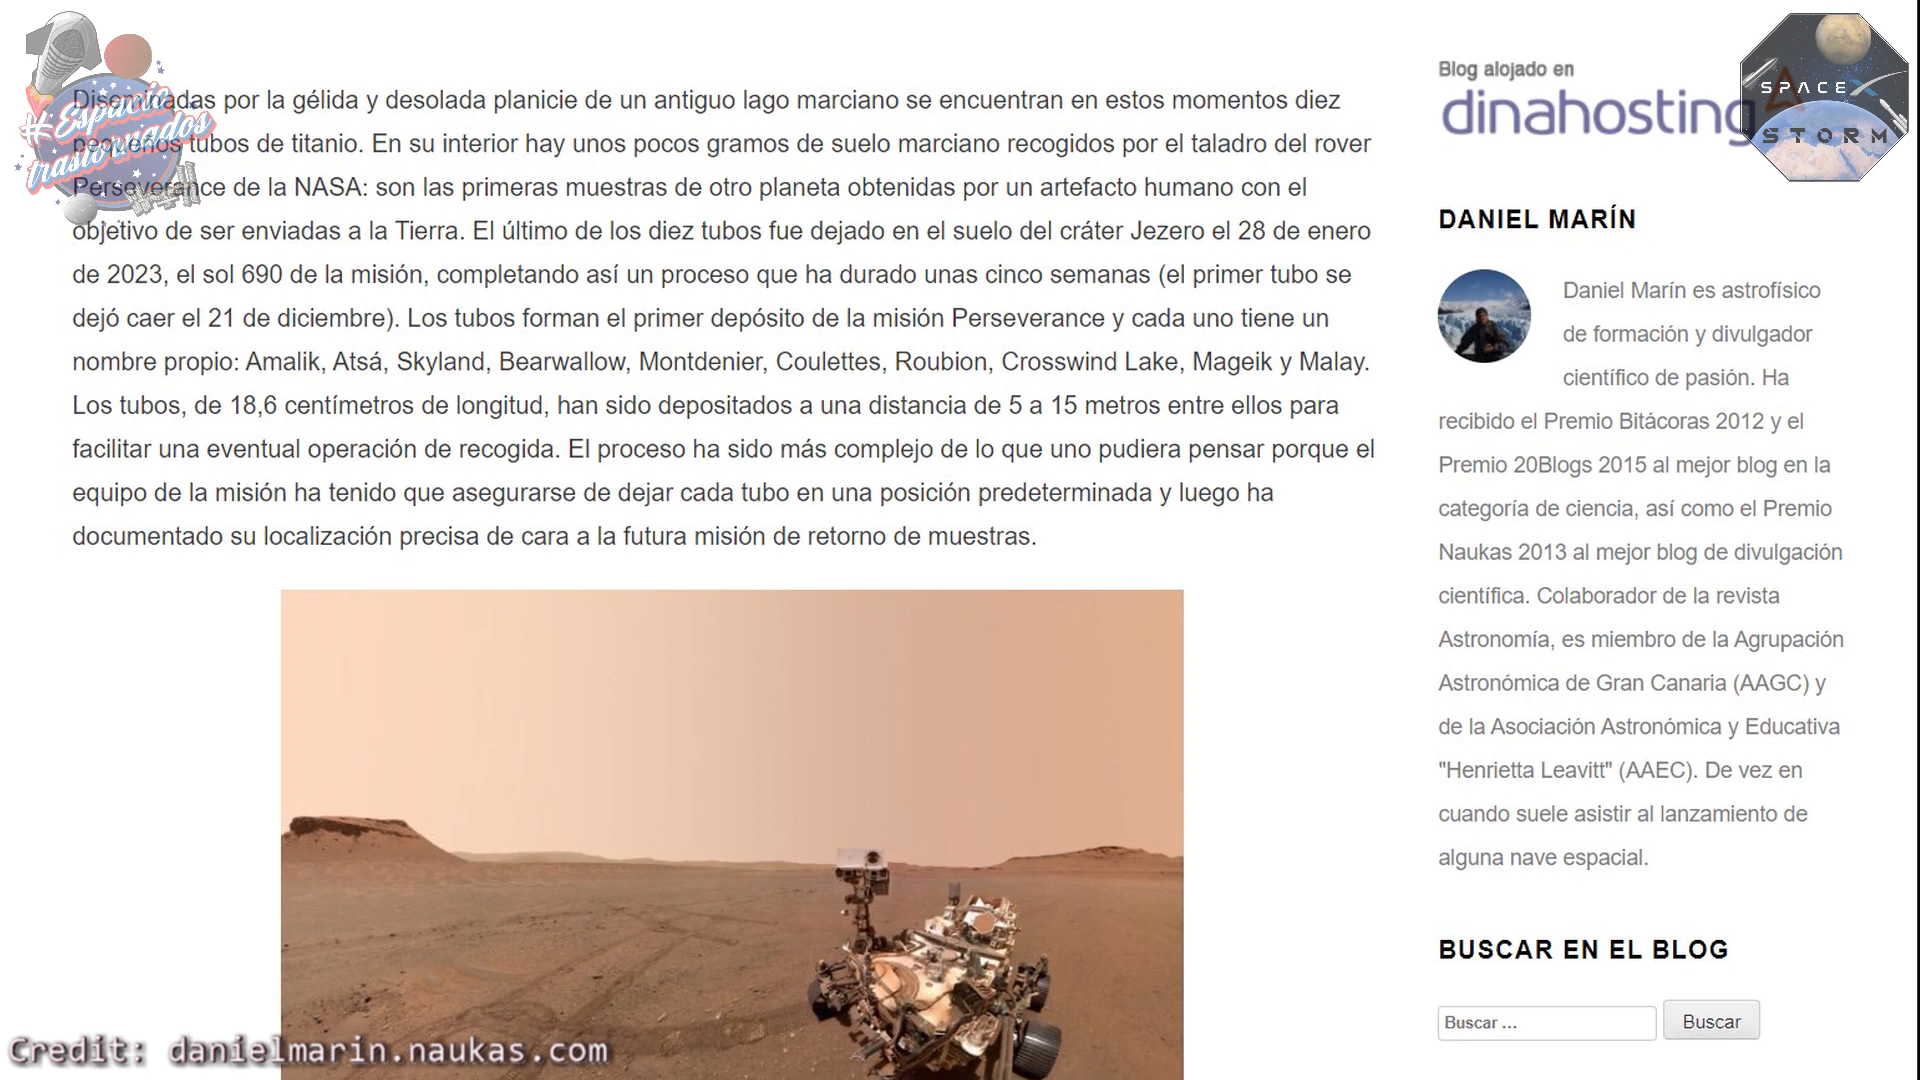 Diseminadas por la gélida y desolada planicie de un antiguo lago marciano se encuentran en estos momentos diez
pequeños tubos de titanio. En su interior hay unos pocos gramos de suelo marciano recogidos por el taladro del rover
Perseverance de la NASA: son las primeras muestras de otro planeta obtenidas por un artefacto humano con el
objetivo de ser enviadas a la Tierra. El último de los diez tubos fue dejado en el suelo del cráter Jezero el 28 de enero
de 2023, el sol 690 de la misión, completando así un proceso que ha durado unas cinco semanas (el primer tubo se
dejó caer el 21 de diciembre). Los tubos forman el primer depósito de la misión Perseverance y cada uno tiene un
nombre propio: Amalik, Atsá, Skyland, Bearwallow, Montdenier, Coulettes, Roubion, Crosswind Lake, Mageik y Malay.
Los tubos, de 18,6 centímetros de longitud, han sido depositados a una distancia de 5 a 15 metros entre ellos para
facilitar una eventual operación de recogida. El proceso ha sido más complejo de lo que uno pudiera pensar porque el
equipo de la misión ha tenido que asegurarse de dejar cada tubo en una posición predeterminada y luego ha
documentado su localización precisa de cara a la futura misión de retorno de muestras.
#Espacio
trastornados
Credit: danielmarin.naukas.com
Blog alojado en
dinahosting
SPACEX
STORM
DANIEL MARÍN
Daniel Marín es astrofísico
de formación y divulgador
científico de pasión. Ha
recibido el Premio Bitácoras 2012 y el
Premio 20Blogs 2015 al mejor blog en la
categoría de ciencia, así como el Premio
Naukas 2013 al mejor blog de divulgación
científica. Colaborador de la revista
Astronomía, es miembro de la Agrupación
Astronómica de Gran Canaria (AAGC) y
de la Asociación Astronómica y Educativa
"Henrietta Leavitt" (AAEC). De vez en
cuando suele asistir al lanzamiento de
alguna nave espacial.
BUSCAR EN EL BLOG
Buscar ...
Buscar